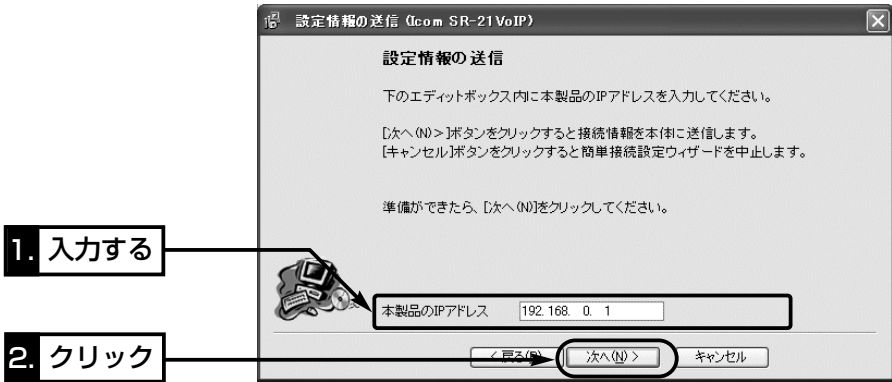 設定情報の送信 (Icom SR-21VoIP)
設定情報の送信
下のエディットボックス内に本製品のIPアドレスを入力してください。
[次へ(N)>]ボタンをクリックすると接続情報を本体に送信します。
[キャンセル]ボタンをクリックすると簡単接続設定ウィザードを中止します。
準備ができたら、[次へ(N)]をクリックしてください。
1. 入力する
本製品のIPアドレス 192.168. 0. 1
2. クリック
< 戻る(B) 次へ(N) > キャンセル